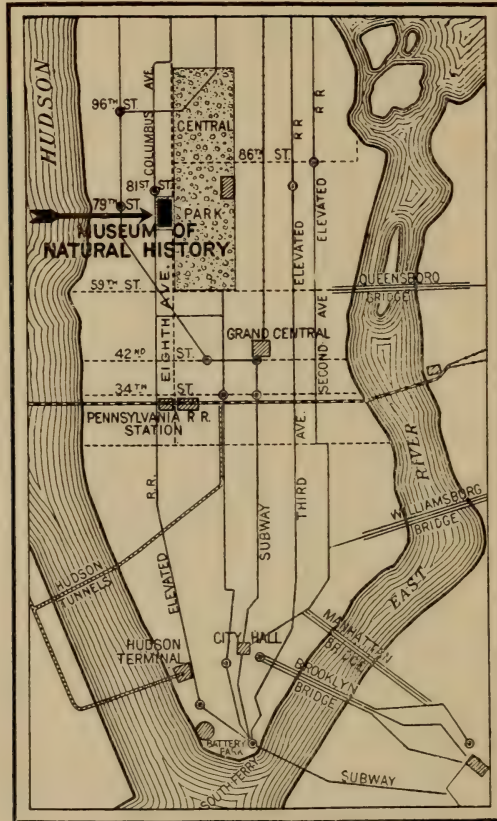 HUDSON
96TH ST.
COLUMBUS AVE
CENTRAL
PARK
86TH ST.
81ST ST.
79TH ST.
MUSEUM OF
NATURAL HISTORY
R R
ELEVATED
R. R.
ELEVATED
59TH ST.
QUEENSBORO
BRIDGE
EIGHTH AVE.
GRAND CENTRAL
42ND ST.
SECOND AVE
34TH ST.
PENNSYLVANIA R R.
STATION
THIRD AVE.
SUBWAY
R.R.
ELEVATED
RIVER
EAST
WILLIAMSBURG
BRIDGE
HUDSON
TUNNELS
HUDSON
TERMINAL
CITY HALL
MANHATTAN
BRIDGE
BROOKLYN
BRIDGE
BATTERY
PARK
SOUTH FERRY
SUBWAY